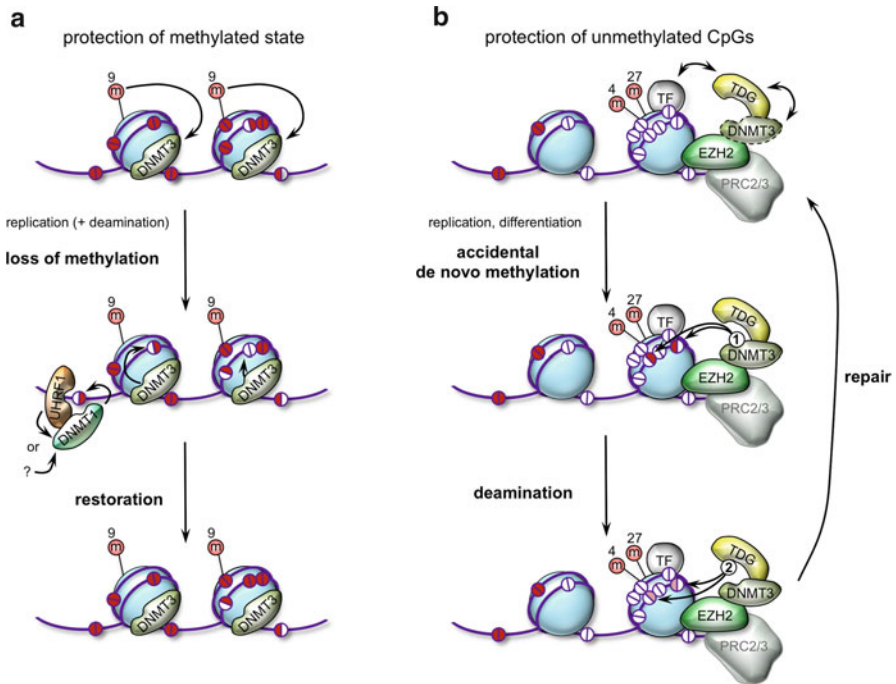 a
protection of methylated state
9
m
9
m
DNMT3
DNMT3
replication (+ deamination)
loss of methylation
9
m
9
m
UHRF1
DNMT1
or
?
DNMT3
DNMT3
restoration
9
m
9
m
DNMT3
DNMT3
b
protection of unmethylated CpGs
4
m
27
m
TF
TDG
DNMT3
EZH2
PRC2/3
replication, differentiation
accidental
de novo methylation
4
m
27
m
TF
TDG
1
DNMT3
EZH2
PRC2/3
repair
deamination
4
m
27
m
TF
TDG
2
DNMT3
EZH2
PRC2/3